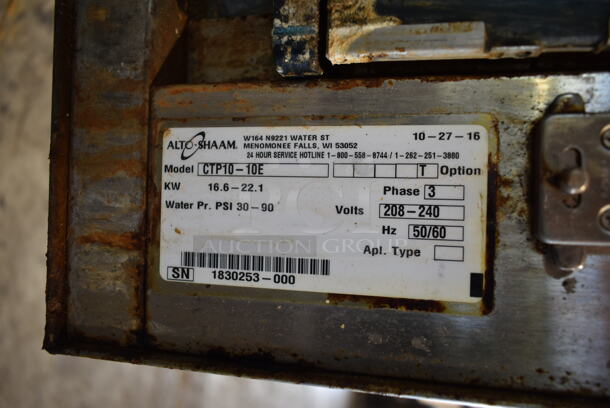 ALTO-SHAAM
W164 N9221 WATER ST
MENOMONEE FALLS, WI 53052
10-27-16
24 HOUR SERVICE HOTLINE 1-800-558-8744 / 1-262-251-3880
Model CTP10-10E T Option
KW 16.6-22.1 Phase 3
Water Pr. PSI 30-90 Volts 208-240
Hz 50/60
AUCTION GROUP
Apl. Type
SN 1830253-000